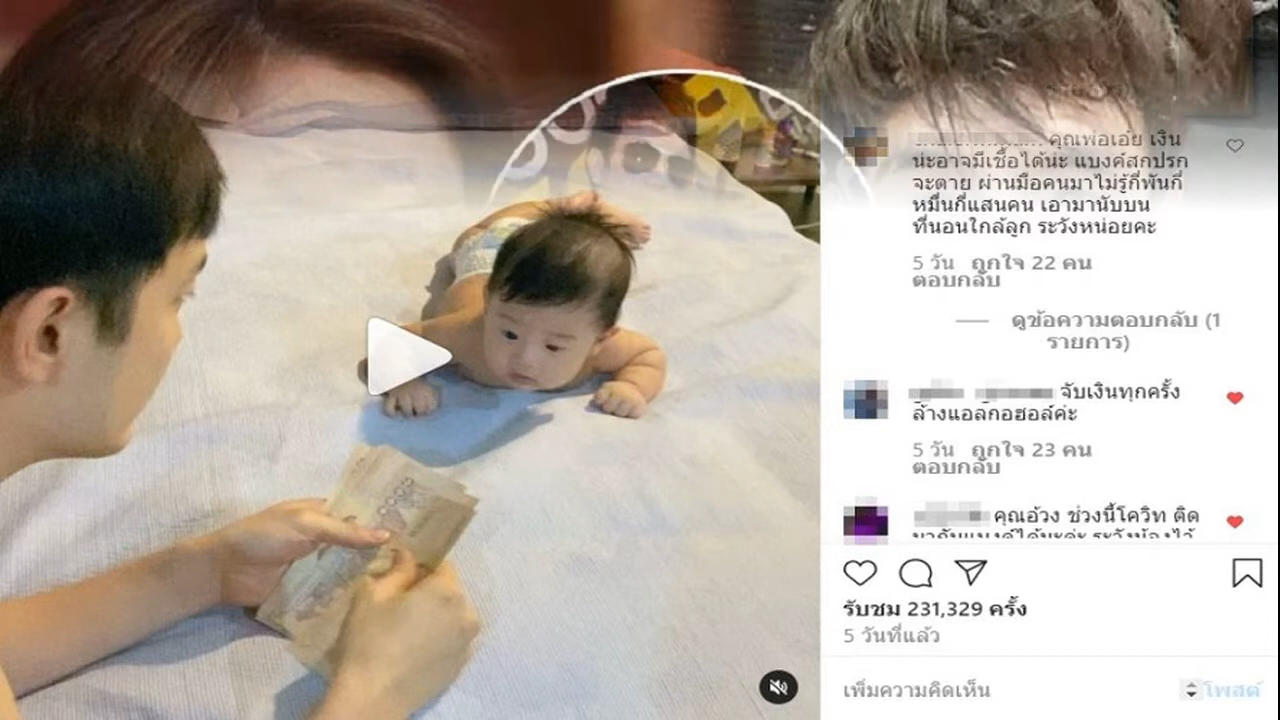 คุณพ่อเอ๋ย เงิน
น่ะอาจมีเชื้อได้น่ะ แบงค์สกปรก
จะตาย ผ่านมือคนมาไม่รู้กี่พันกี่
หมื่นกี่แสนคน เอามานับบน
ที่นอนใกล้ลูก ระวังหน่อยคะ
5 วัน ถูกใจ 22 คน
ตอบกลับ
ดูข้อความตอบกลับ (1
รายการ)
จับเงินทุกครั้ง
ล้างแอลกอฮอล์ค่ะ
5 วัน ถูกใจ 23 คน
ตอบกลับ
คุณอ้วง ช่วงนี้โควิท ติด
รับชม 231,329 ครั้ง
5 วันที่แล้ว
เพิ่มความคิดเห็น
โพสต์